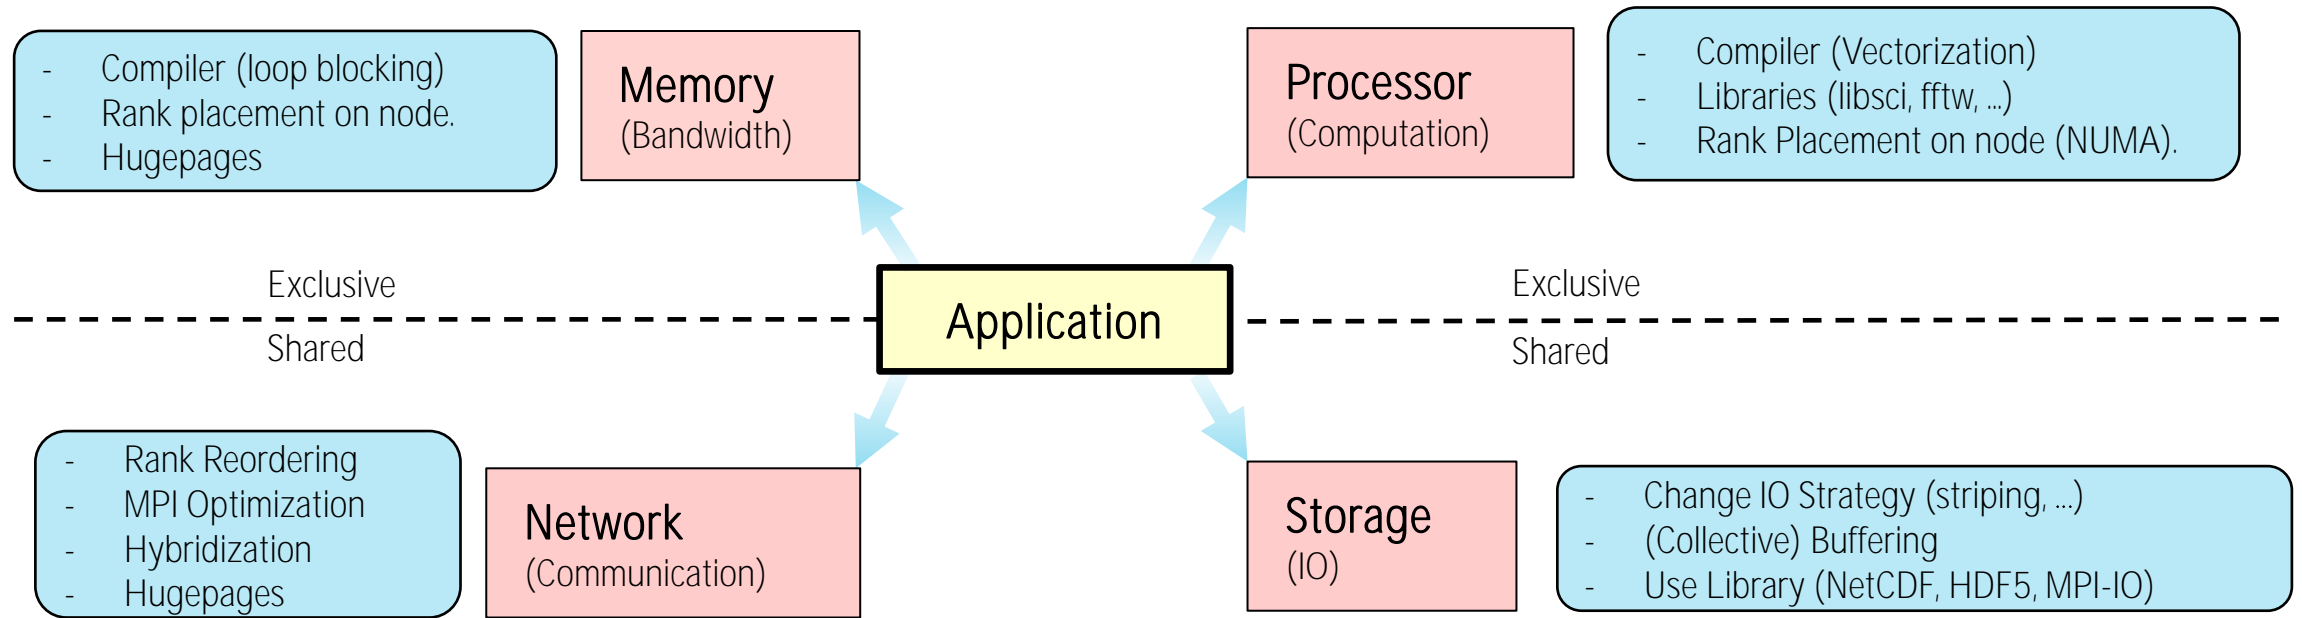 - Compiler (loop blocking)
- Rank placement on node.
- Hugepages
Memory
(Bandwidth)
Processor
(Computation)
- Compiler (Vectorization)
- Libraries (libsci, fftw, ...)
- Rank Placement on node (NUMA).
Exclusive
Shared
Application
Exclusive
Shared
- Rank Reordering
- MPI Optimization
- Hybridization
- Hugepages
Network
(Communication)
Storage
(IO)
- Change IO Strategy (striping, ...)
- (Collective) Buffering
- Use Library (NetCDF, HDF5, MPI-IO)